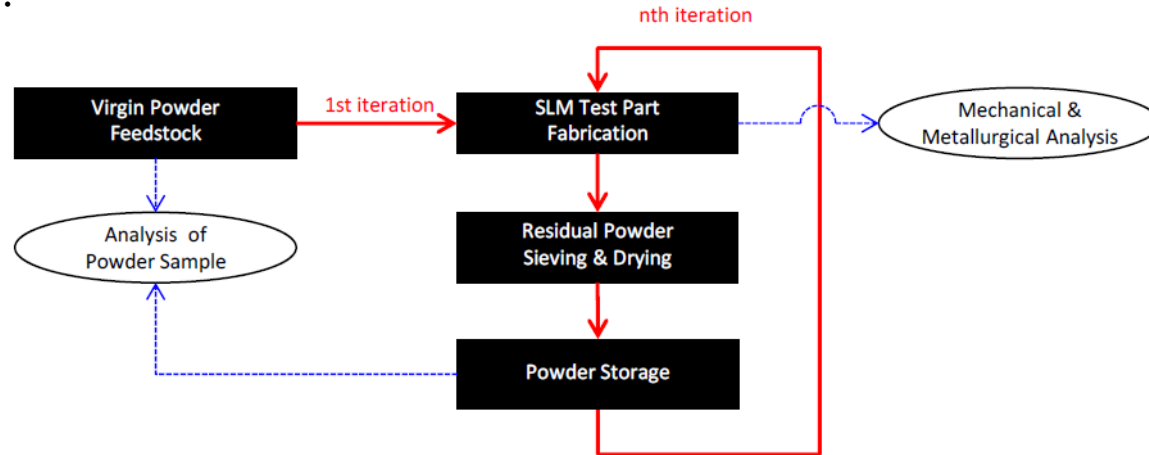 nth iteration
Virgin Powder
Feedstock
1st iteration
SLM Test Part
Fabrication
Mechanical &
Metallurgical Analysis
Analysis of
Powder Sample
Residual Powder
Sieving & Drying
Powder Storage